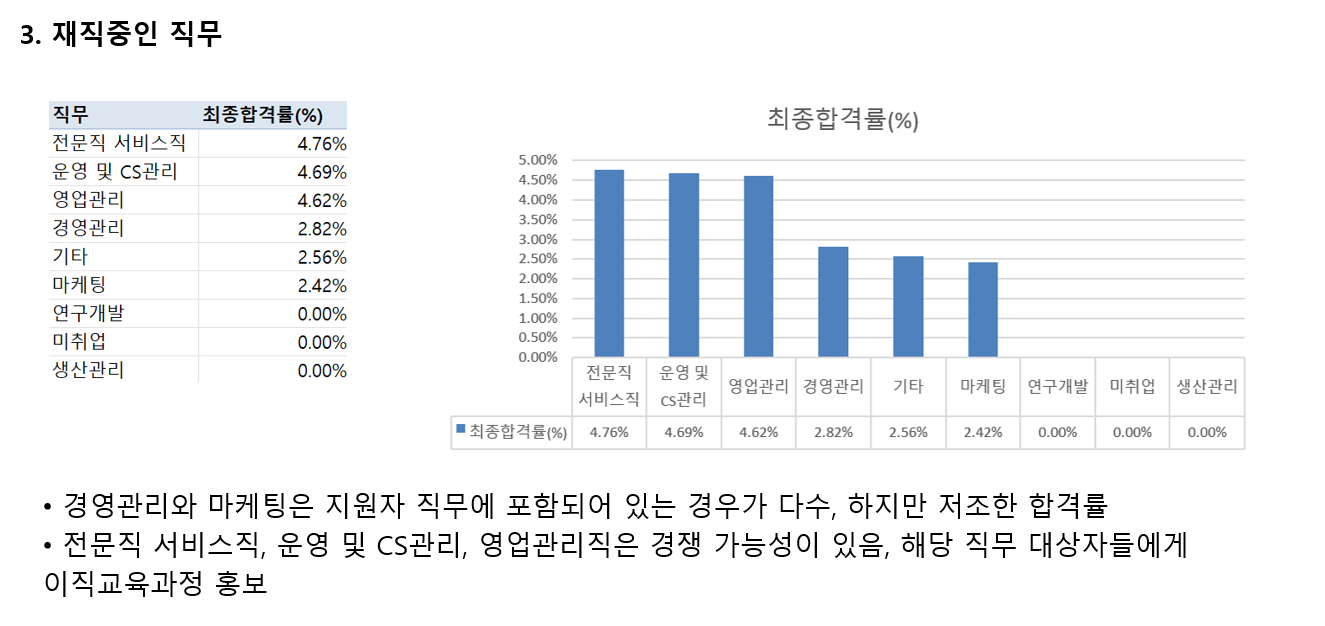 3. 재직중인 직무
직무 최종합격률(%)
전문직 서비스직 4.76%
운영 및 CS관리 4.69%
영업관리 4.62%
경영관리 2.82%
기타 2.56%
마케팅 2.42%
연구개발 0.00%
미취업 0.00%
생산관리 0.00%
최종합격률(%)
5.00%
4.50%
4.00%
3.50%
3.00%
2.50%
2.00%
1.50%
1.00%
0.50%
0.00%
전문직 운영 및
서비스직 CS관리 영업관리 경영관리 기타 마케팅 연구개발 미취업 생산관리
최종합격률(%) 4.76% 4.69% 4.62% 2.82% 2.56% 2.42% 0.00% 0.00% 0.00%
• 경영관리와 마케팅은 지원자 직무에 포함되어 있는 경우가 다수, 하지만 저조한 합격률
• 전문직 서비스직, 운영 및 CS관리, 영업관리직은 경쟁 가능성이 있음, 해당 직무 대상자들에게
이직교육과정 홍보